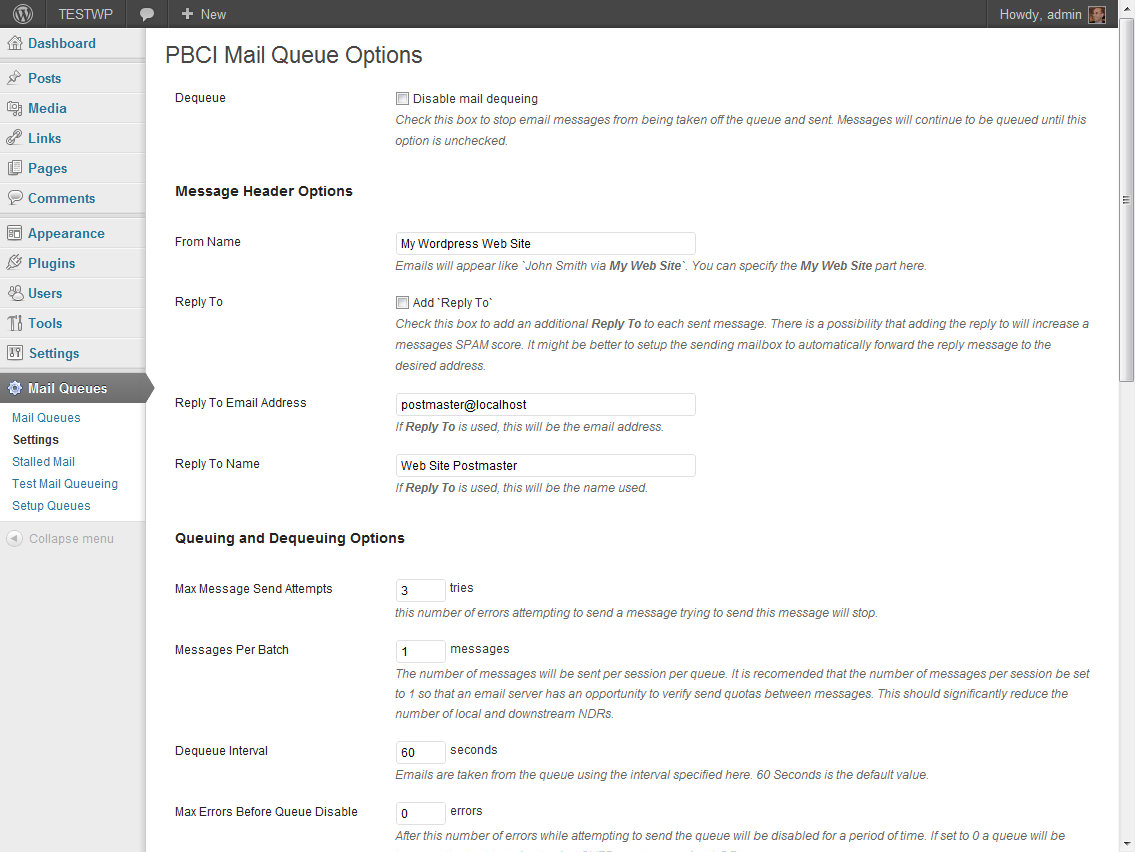 TESTWP
New
Howdy, admin
Dashboard
Posts
Media
Links
Pages
Comments
Appearance
Plugins
Users
Tools
Settings
Mail Queues
Mail Queues
Settings
Stalled Mail
Test Mail Queueing
Setup Queues
Collapse menu
PBCI Mail Queue Options
Dequeue
Disable mail dequeing
Check this box to stop email messages from being taken off the queue and sent. Messages will continue to be queued until this
option is unchecked.
Message Header Options
From Name
My Wordpress Web Site
Emails will appear like `John Smith via My Web Site`. You can specify the My Web Site part here.
Reply To
Add `Reply To`
Check this box to add an additional Reply To to each sent message. There is a possibility that adding the reply to will increase a
messages SPAM score. It might be better to setup the sending mailbox to automatically forward the reply message to the
desired address.
Reply To Email Address
postmaster@localhost
If Reply To is used, this will be the email address.
Reply To Name
Web Site Postmaster
If Reply To is used, this will be the name used.
Queuing and Dequeuing Options
Max Message Send Attempts
3 tries
this number of errors attempting to send a message trying to send this message will stop.
Messages Per Batch
1 messages
The number of messages will be sent per session per queue. It is recomended that the number of messages per session be set
to 1 so that an email server has an opportunity to verify send quotas between messages. This should significantly reduce the
number of local and downstream NDRs.
Dequeue Interval
60 seconds
Emails are taken from the queue using the interval specified here. 60 Seconds is the default value.
Max Errors Before Queue Disable
0 errors
After this number of errors while attempting to send the queue will be disabled for a period of time. If set to 0 a queue will be